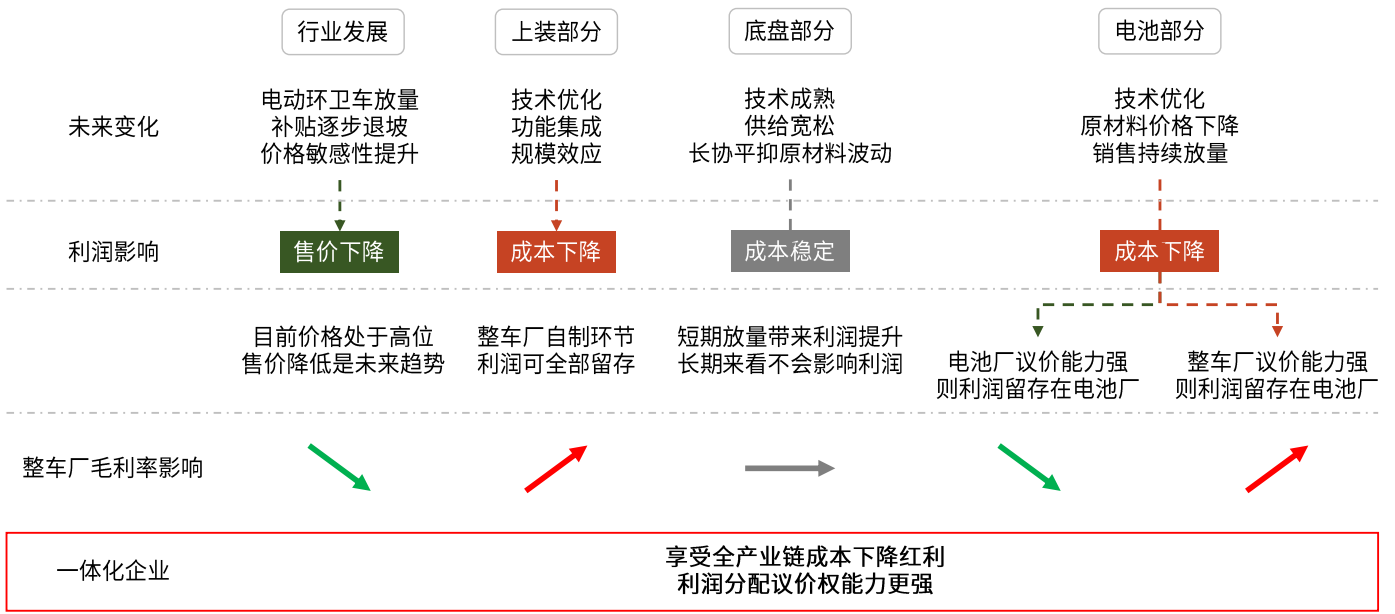 行业发展
上装部分
底盘部分
电池部分
未来变化
电动环卫车放量
补贴逐步退坡
价格敏感性提升
技术优化
功能集成
规模效应
技术成熟
供给宽松
长协平抑原材料波动
技术优化
原材料价格下降
销售持续放量
利润影响
售价下降
成本下降
成本稳定
成本下降
目前价格处于高位
售价降低是未来趋势
整车厂自制环节
利润可全部留存
短期放量带来利润提升
长期来看不会影响利润
电池厂议价能力强
则利润留存在电池厂
整车厂议价能力强
则利润留存在电池厂
整车厂毛利率影响
一体化企业
享受全产业链成本下降红利
利润分配议价权能力更强